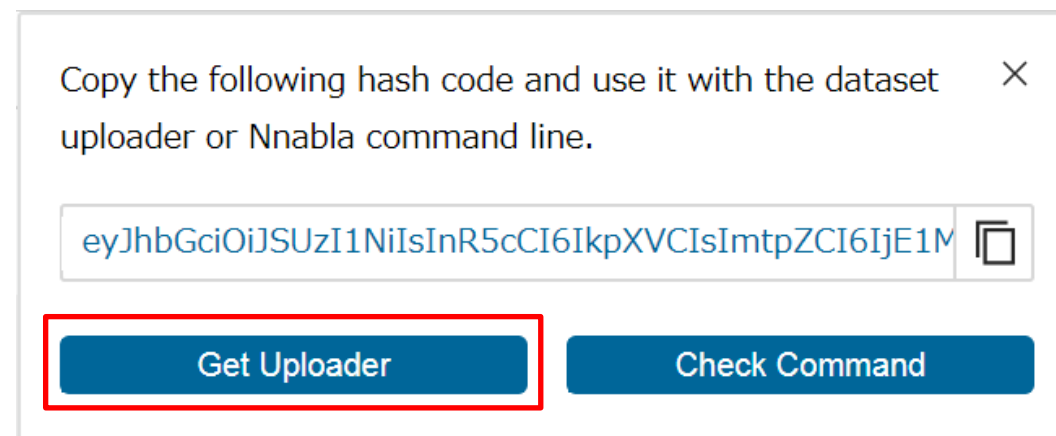 Copy the following hash code and use it with the dataset
uploader or Nnabla command line.
eyJhbGciOiJSUzI1NiIsInR5cCI6IkpXVCIsImtpZCI6IjE1M
Get Uploader
Check Command